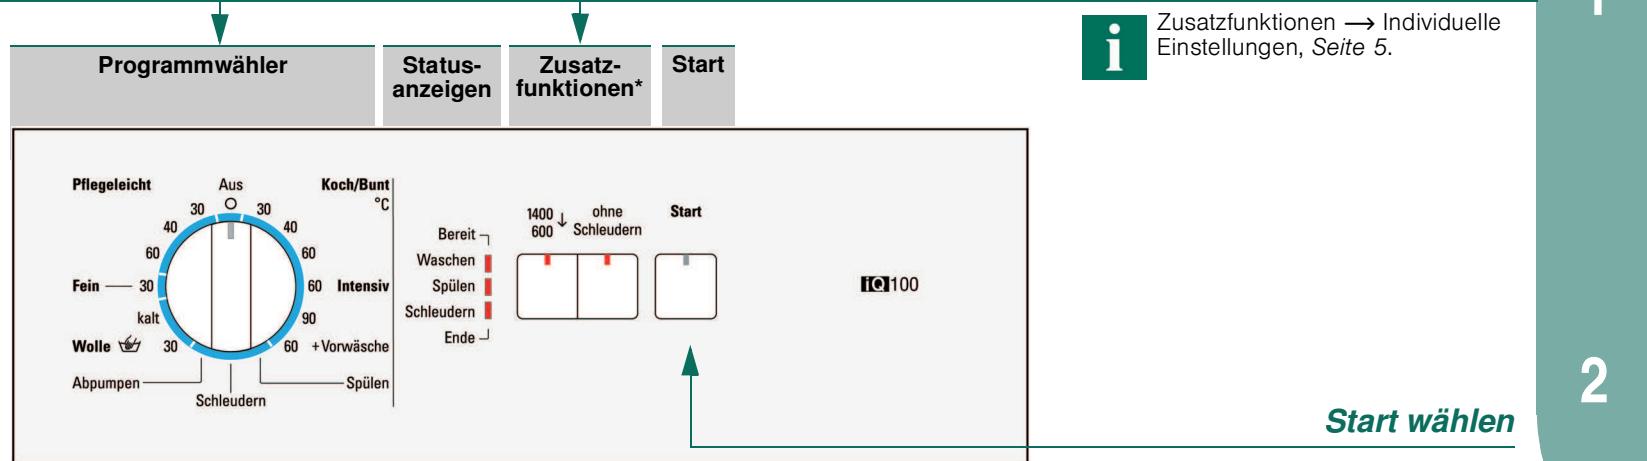 1
Zusatzfunktionen → Individuelle
Einstellungen, Seite 5.
Programmwähler
Status-
anzeigen
Zusatz-
funktionen*
Start
Pflegeleicht
Aus
Koch/Bunt
°C
30
30
40
40
60
60
Fein
30
60
Intensiv
kalt
90
Wolle
30
60
+Vorwäsche
Abpumpen
Schleudern
Spülen
Bereit
Waschen
Spülen
Schleudern
Ende
1400 ↓
600
ohne
Schleudern
Start
iQ100
2
Start wählen